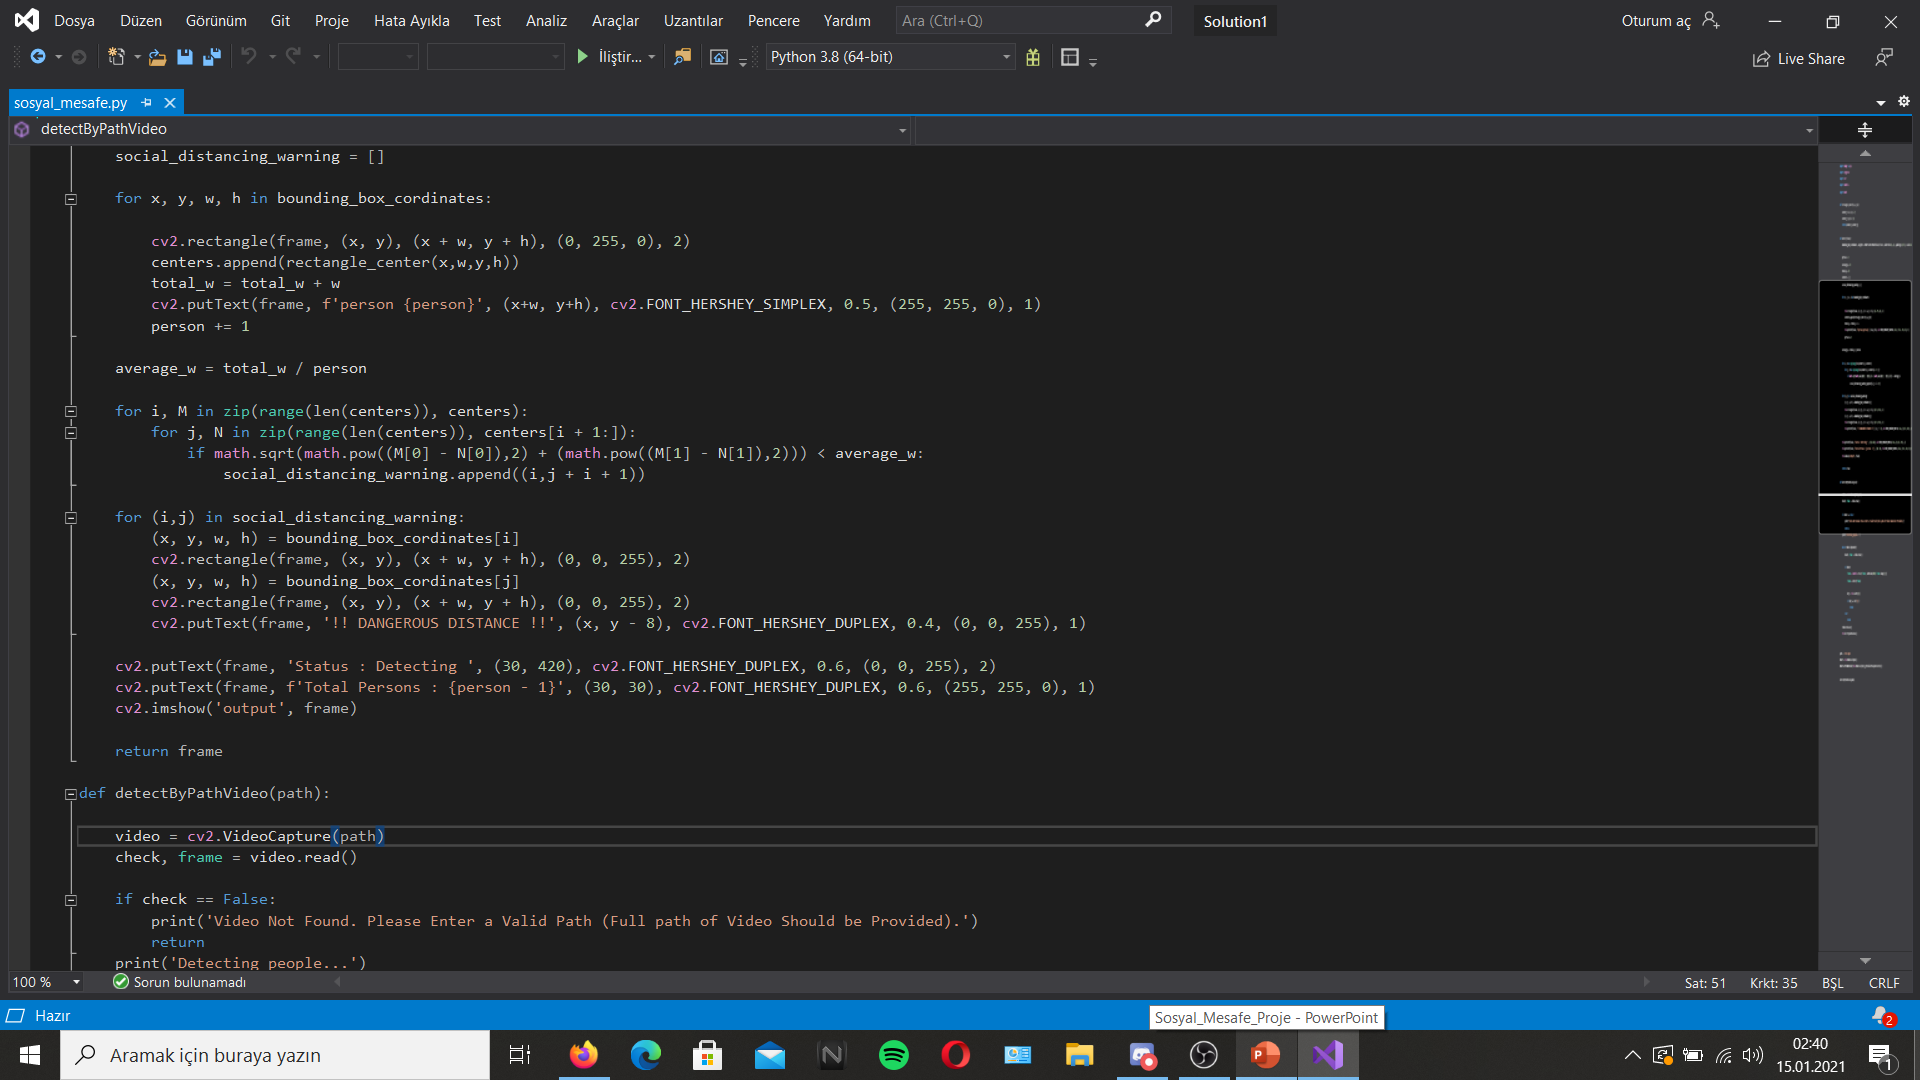 Dosya Düzen Görünüm Git Proje Hata Ayıkla Test Analiz Araçlar Uzantılar Pencere Yardım Ara (Ctrl+Q) Solution1 Oturum aç
İliştir... Python 3.8 (64-bit) Live Share
sosyal_mesafe.py
detectByPathVideo
social_distancing_warning = []
for x, y, w, h in bounding_box_cordinates:
cv2.rectangle(frame, (x, y), (x + w, y + h), (0, 255, 0), 2)
centers.append(rectangle_center(x,w,y,h))
total_w = total_w + w
cv2.putText(frame, f'person {person}', (x+w, y+h), cv2.FONT_HERSHEY_SIMPLEX, 0.5, (255, 255, 0), 1)
person += 1
average_w = total_w / person
for i, M in zip(range(len(centers)), centers):
for j, N in zip(range(len(centers)), centers[i + 1:]):
if math.sqrt(math.pow((M[0] - N[0]),2) + (math.pow((M[1] - N[1]),2))) < average_w:
social_distancing_warning.append((i,j + i + 1))
for (i,j) in social_distancing_warning:
(x, y, w, h) = bounding_box_cordinates[i]
cv2.rectangle(frame, (x, y), (x + w, y + h), (0, 0, 255), 2)
(x, y, w, h) = bounding_box_cordinates[j]
cv2.rectangle(frame, (x, y), (x + w, y + h), (0, 0, 255), 2)
cv2.putText(frame, '!! DANGEROUS DISTANCE !!', (x, y - 8), cv2.FONT_HERSHEY_DUPLEX, 0.4, (0, 0, 255), 1)
cv2.putText(frame, 'Status : Detecting ', (30, 420), cv2.FONT_HERSHEY_DUPLEX, 0.6, (0, 0, 255), 2)
cv2.putText(frame, f'Total Persons : {person - 1}', (30, 30), cv2.FONT_HERSHEY_DUPLEX, 0.6, (255, 255, 0), 1)
cv2.imshow('output', frame)
return frame
def detectByPathVideo(path):
video = cv2.VideoCapture(path)
check, frame = video.read()
if check == False:
print('Video Not Found. Please Enter a Valid Path (Full path of Video Should be Provided).')
return
print('Detecting people...')
100 % Sorun bulunamadı Sat: 51 Krkt: 35 BŞL CRLF
Hazır 2
Sosyal_Mesafe_Proje - PowerPoint
Aramak için buraya yazın
02:40
15.01.2021
1